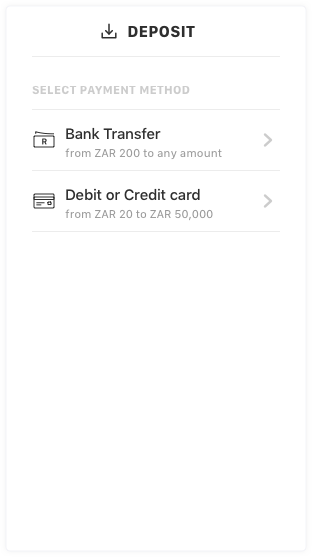 DEPOSIT
SELECT PAYMENT METHOD
Bank Transfer
from ZAR 200 to any amount
Debit or Credit card
from ZAR 20 to ZAR 50,000